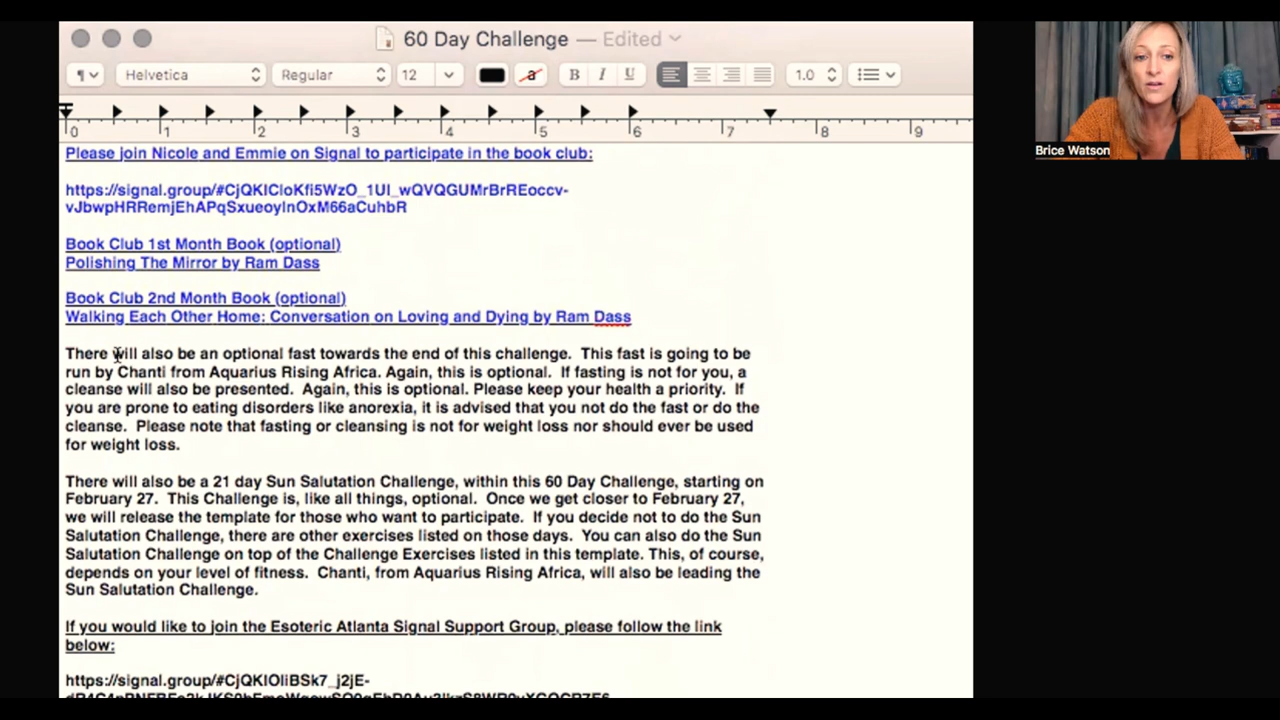 60 Day Challenge — Edited
Helvetica Regular 12 a B I U 1.0
0 1 2 3 4 5 6 7 8 9
Please join Nicole and Emmie on Signal to participate in the book club:
https://signal.group/#CjQKICloKfi5WzO_1UI_wQVQGUMrBrREoccv-
vJbwpHRRemjEhAPqSxueoyInOxM66aCuhbR
Book Club 1st Month Book (optional)
Polishing The Mirror by Ram Dass
Book Club 2nd Month Book (optional)
Walking Each Other Home: Conversation on Loving and Dying by Ram Dass
There will also be an optional fast towards the end of this challenge. This fast is going to be
run by Chanti from Aquarius Rising Africa. Again, this is optional. If fasting is not for you, a
cleanse will also be presented. Again, this is optional. Please keep your health a priority. If
you are prone to eating disorders like anorexia, it is advised that you not do the fast or do the
cleanse. Please note that fasting or cleansing is not for weight loss nor should ever be used
for weight loss.
There will also be a 21 day Sun Salutation Challenge, within this 60 Day Challenge, starting on
February 27. This Challenge is, like all things, optional. Once we get closer to February 27,
we will release the template for those who want to participate. If you decide not to do the Sun
Salutation Challenge, there are other exercises listed on those days. You can also do the Sun
Salutation Challenge on top of the Challenge Exercises listed in this template. This, of course,
depends on your level of fitness. Chanti, from Aquarius Rising Africa, will also be leading the
Sun Salutation Challenge.
If you would like to join the Esoteric Atlanta Signal Support Group, please follow the link
below:
https://signal.group/#CjQKIOliBSk7_j2jE-
Brice Watson